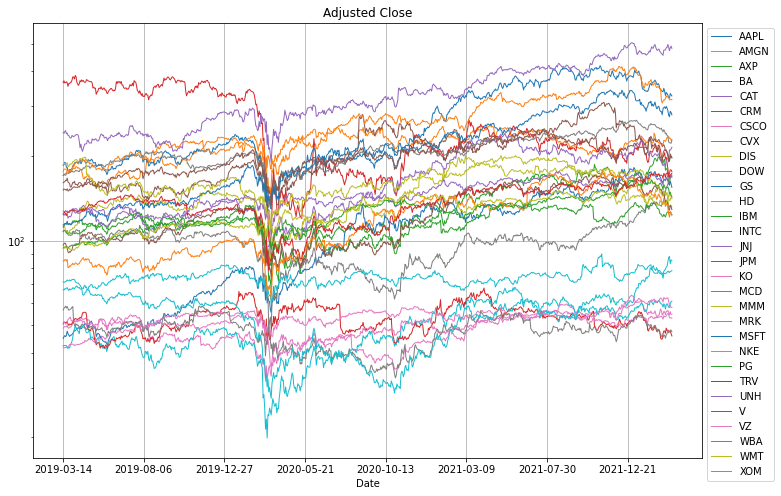 Adjusted Close
10²
2019-03-14 2019-08-06 2019-12-27 2020-05-21 2020-10-13 2021-03-09 2021-07-30 2021-12-21
Date
AAPL
AMGN
AXP
BA
CAT
CRM
CSCO
CVX
DIS
DOW
GS
HD
IBM
INTC
JNJ
JPM
KO
MCD
MMM
MRK
MSFT
NKE
PG
TRV
UNH
V
VZ
WBA
WMT
XOM